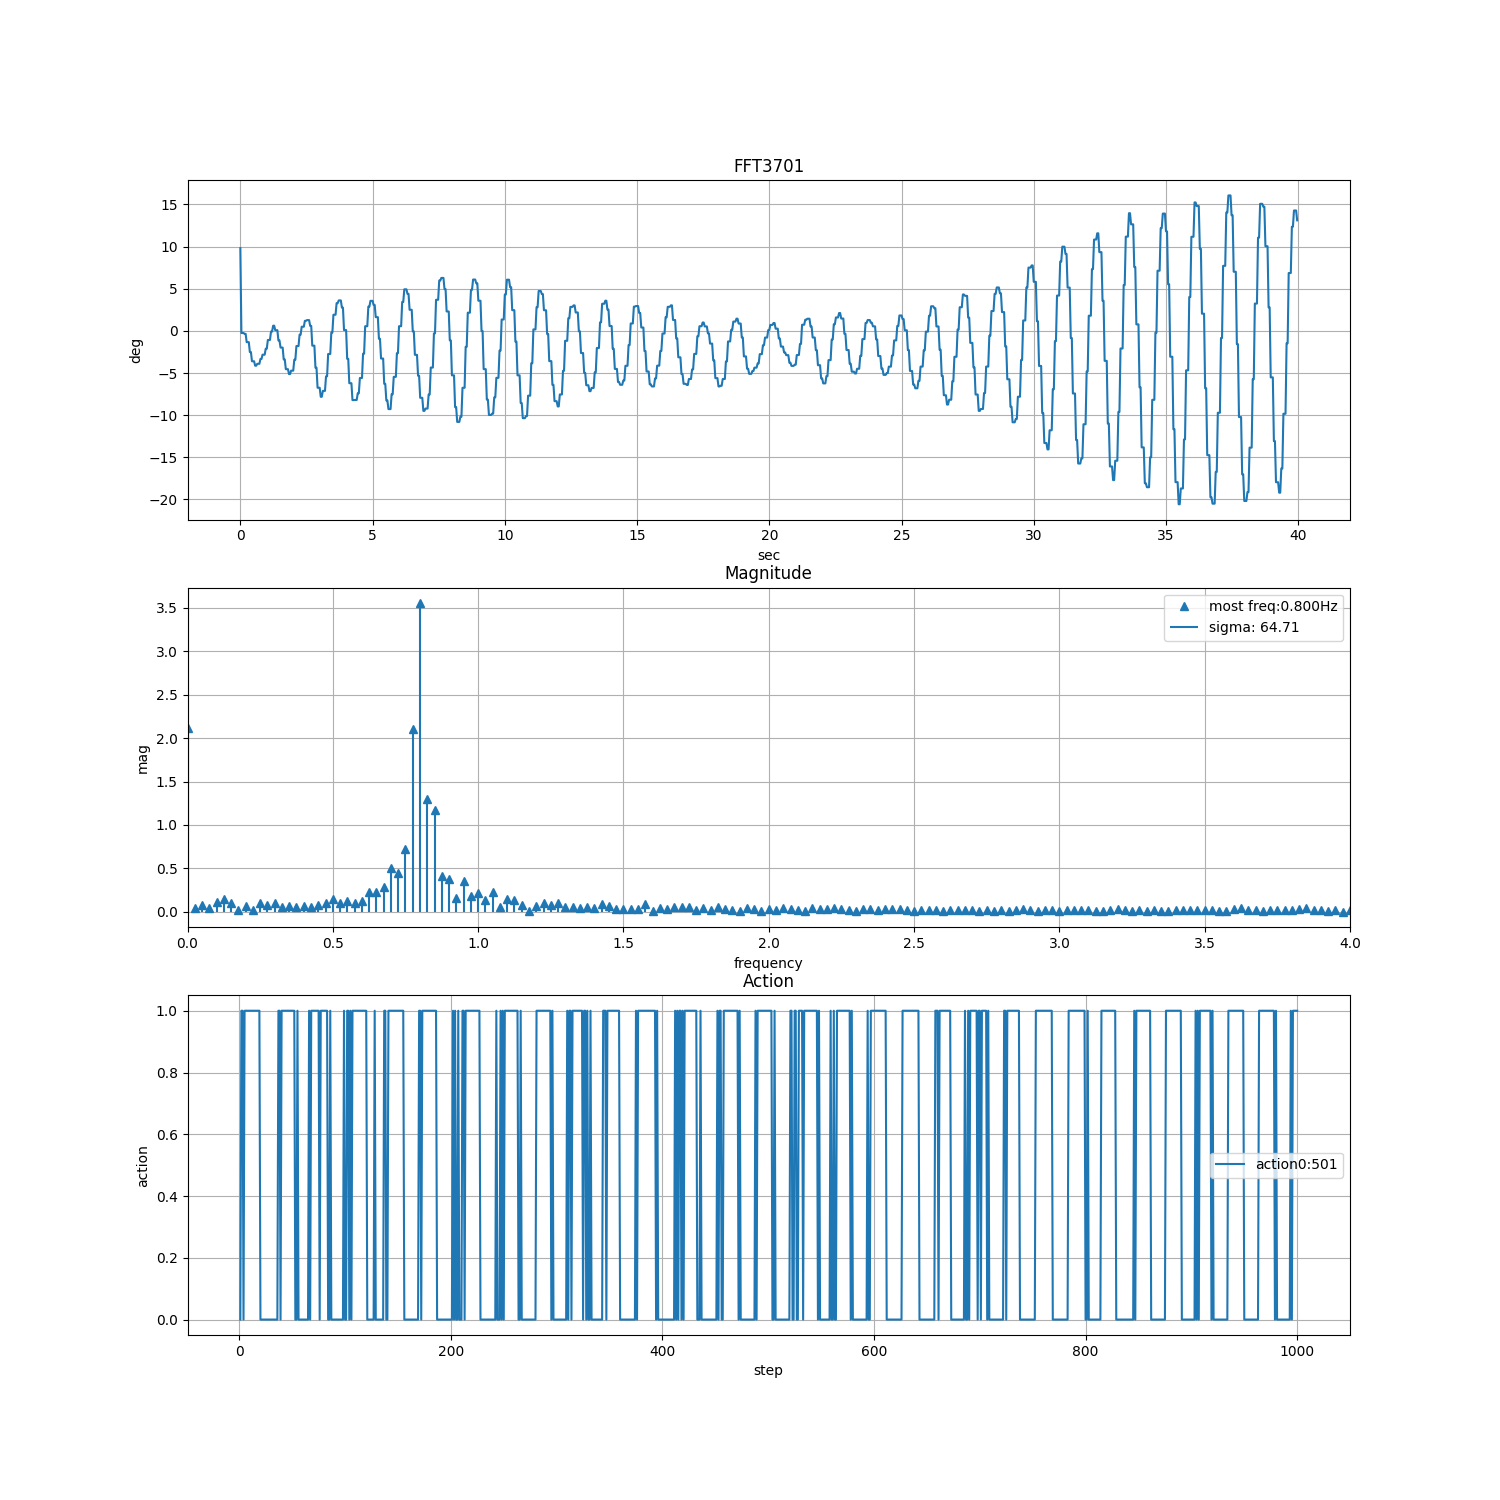 FFT3701
15
10
5
0
−5
−10
−15
−20
deg
0 5 10 15 20 25 30 35 40
sec
Magnitude
3.5
3.0
2.5
2.0
1.5
1.0
0.5
0.0
mag
most freq:0.800Hz
sigma: 64.71
0.0 0.5 1.0 1.5 2.0 2.5 3.0 3.5 4.0
frequency
Action
1.0
0.8
0.6
0.4
0.2
0.0
action
action0:501
0 200 400 600 800 1000
step